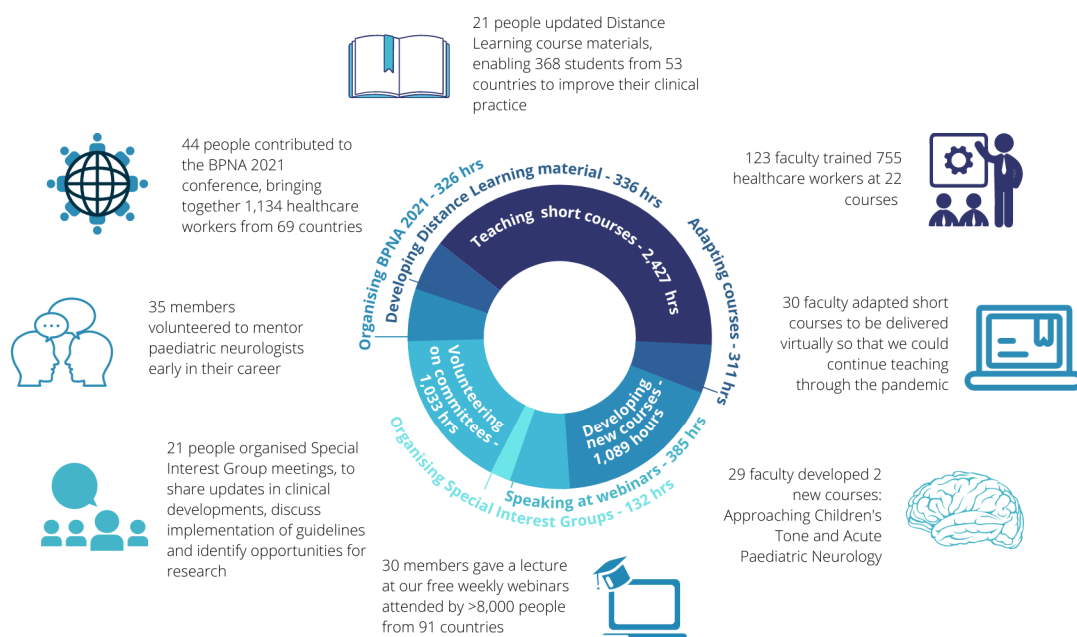 21 people updated Distance
Learning course materials,
enabling 368 students from 53
countries to improve their clinical
practice
44 people contributed to
the BPNA 2021
conference, bringing
together 1,134 healthcare
workers from 69 countries
123 faculty trained 755
healthcare workers at 22
courses
35 members
volunteered to mentor
paediatric neurologists
early in their career
30 faculty adapted short
courses to be delivered
virtually so that we could
continue teaching
through the pandemic
21 people organised Special
Interest Group meetings, to
share updates in clinical
developments, discuss
implementation of guidelines
and identify opportunities for
research
29 faculty developed 2
new courses:
Approaching Children's
Tone and Acute
Paediatric Neurology
30 members gave a lecture
at our free weekly webinars
attended by >8,000 people
from 91 countries
Organising BPNA 2021 - 326 hrs
Developing Distance Learning material - 336 hrs
Teaching short courses - 2,427 hrs
Adapting courses - 311 hrs
Developing
new courses -
1,089 hours
Speaking at webinars - 385 hrs
Organising Special Interest Groups - 132 hrs
Volunteering
on committees -
1,033 hrs